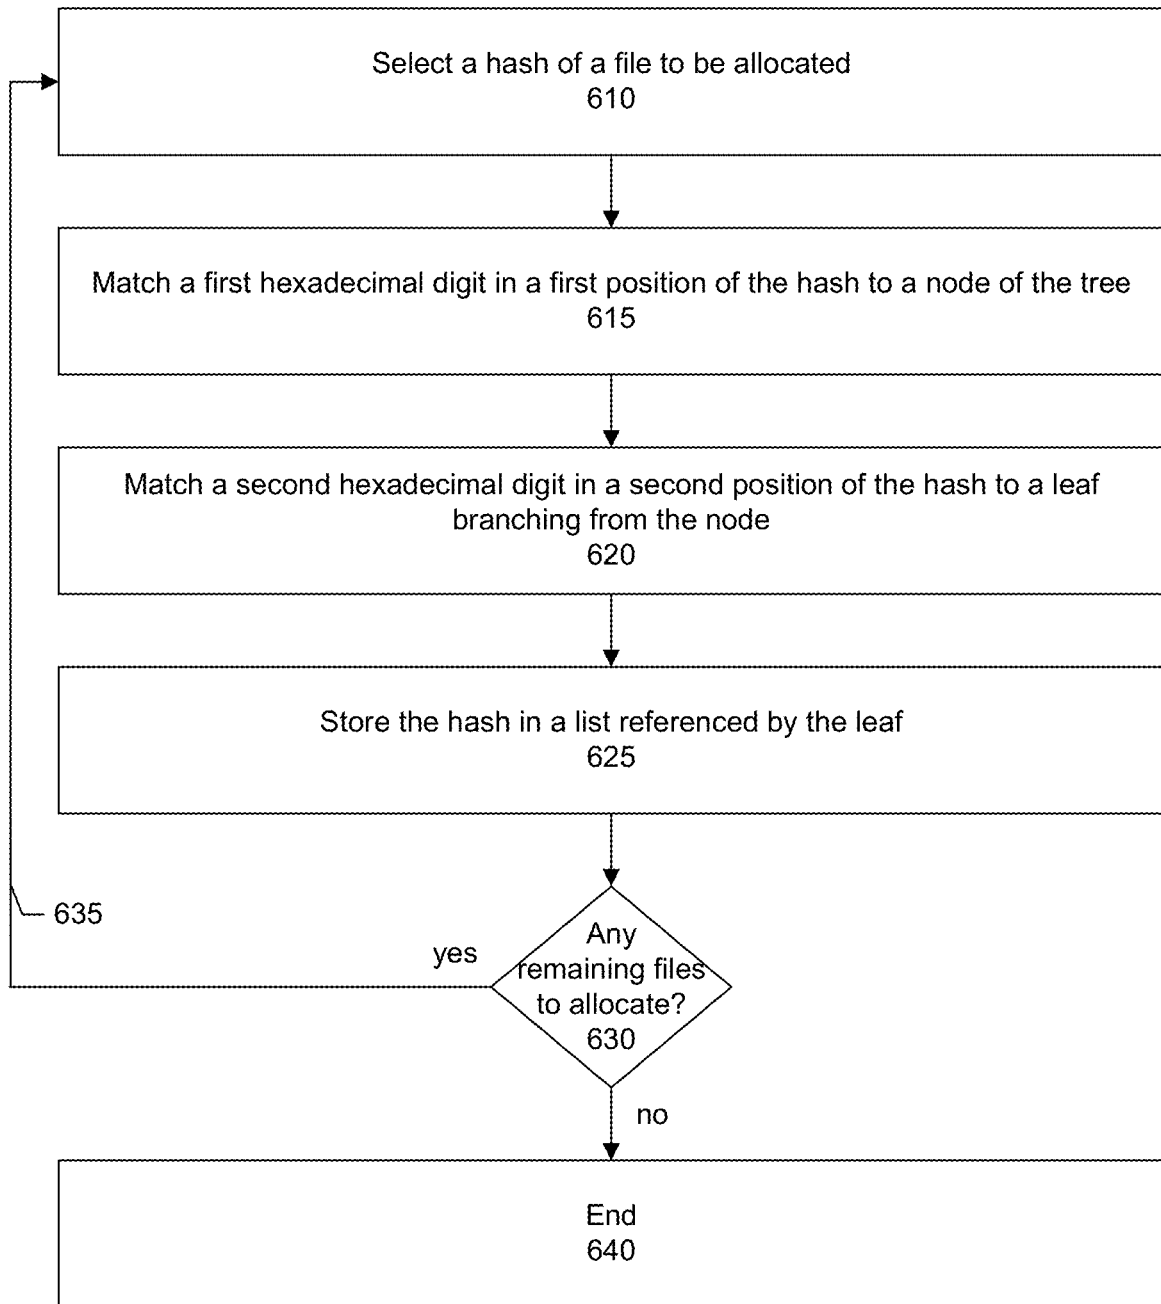 Select a hash of a file to be allocated
610
Match a first hexadecimal digit in a first position of the hash to a node of the tree
615
Match a second hexadecimal digit in a second position of the hash to a leaf
branching from the node
620
Store the hash in a list referenced by the leaf
625
635
yes
Any
remaining files
to allocate?
630
no
End
640